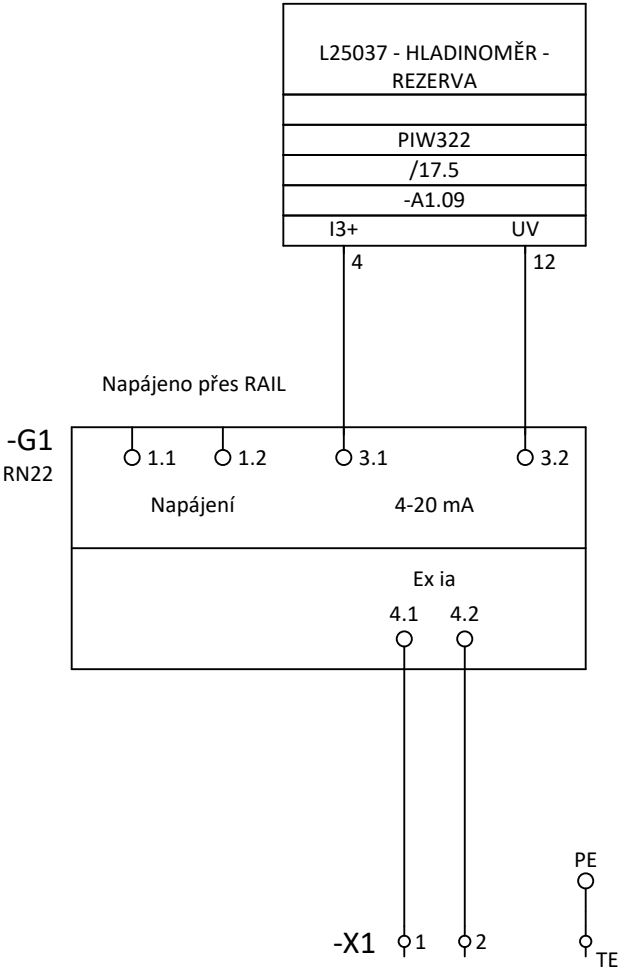 L25037 - HLADINOMĚR -
REZERVA
PIW322
/17.5
-A1.09
I3+ UV
4 12
Napájeno přes RAIL
-G1
RN22
1.1 1.2 3.1 3.2
Napájení 4-20 mA
Ex ia
4.1 4.2
PE
-X1 1 2
TE